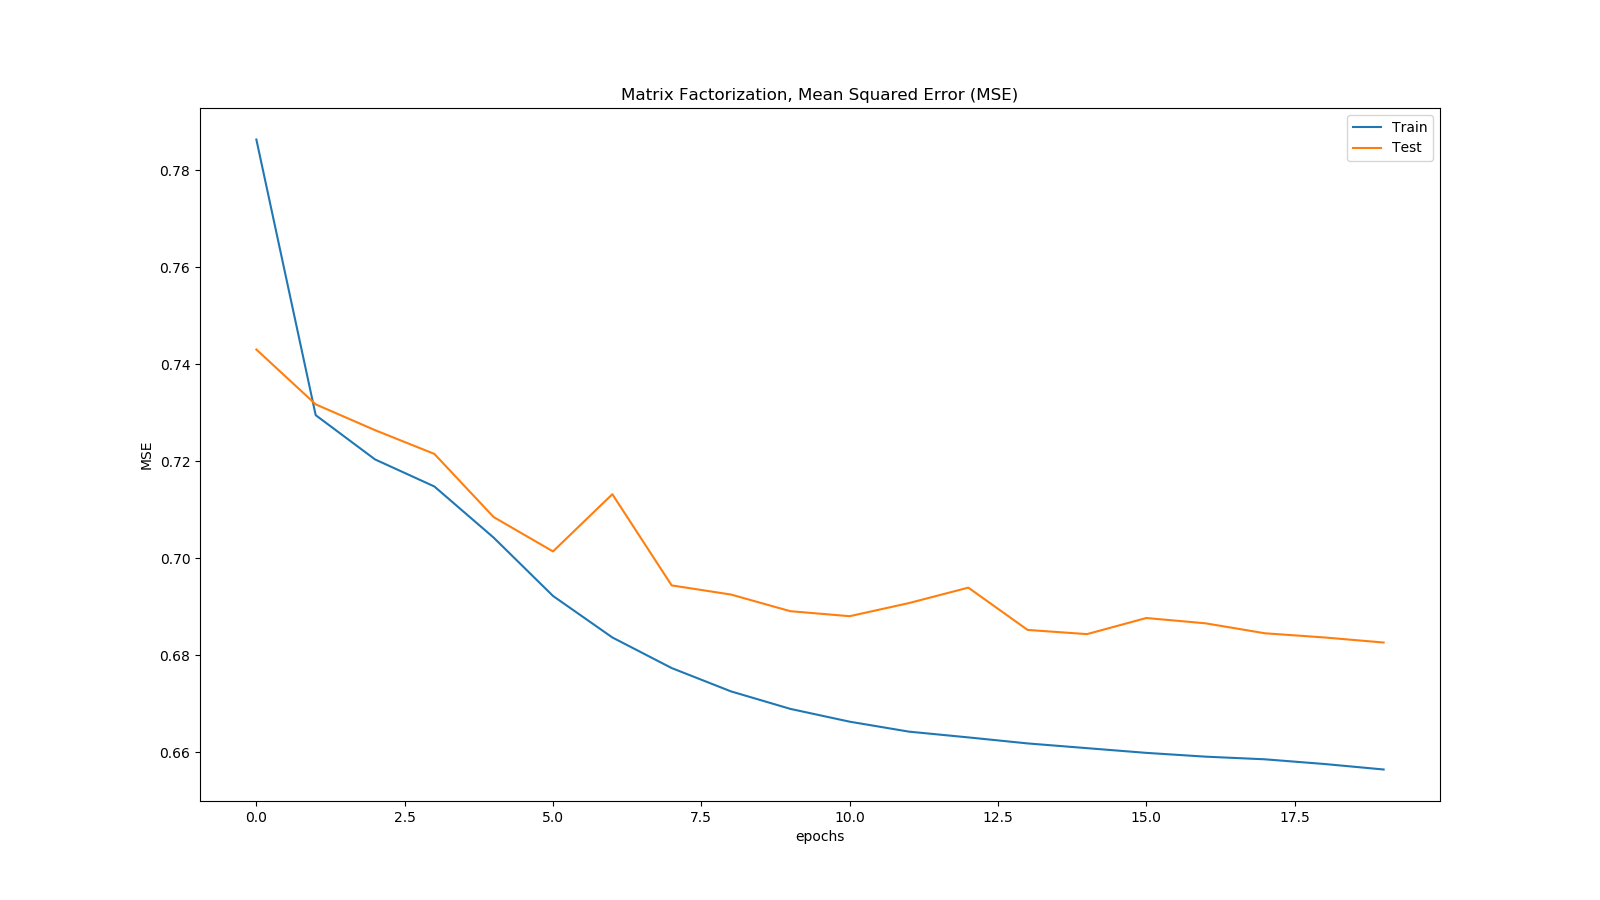 Matrix Factorization, Mean Squared Error (MSE)
Train
Test
0.78
0.76
0.74
0.72
0.70
0.68
0.66
MSE
0.0 2.5 5.0 7.5 10.0 12.5 15.0 17.5
epochs